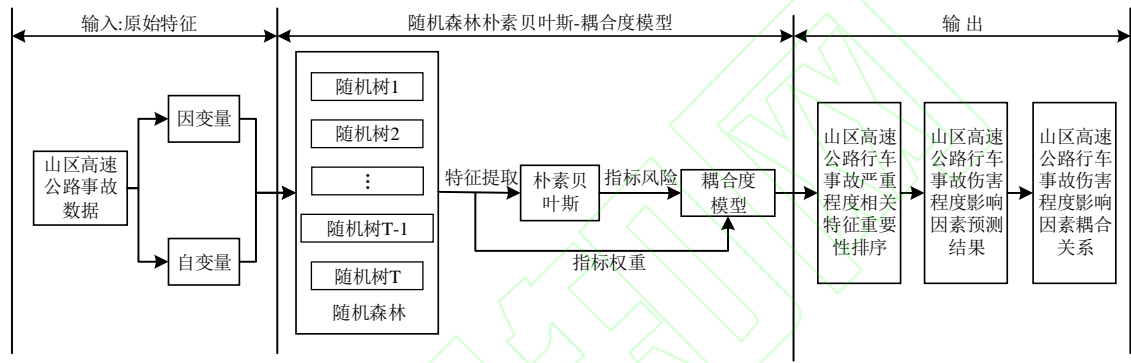 输入:原始特征
随机森林朴素贝叶斯-耦合度模型
输 出
山区高速
公路事故
数据
因变量
自变量
随机树1
随机树2
⋮
随机树T-1
随机树T
随机森林
特征提取
朴素贝
叶斯
指标风险
耦合度
模型
指标权重
山区高速
公路行车
事故严重
程度相关
特征重要
性排序
山区高速
公路行车
事故伤害
程度影响
因素预测
结果
山区高速
公路行车
事故伤害
程度影响
因素耦合
关系